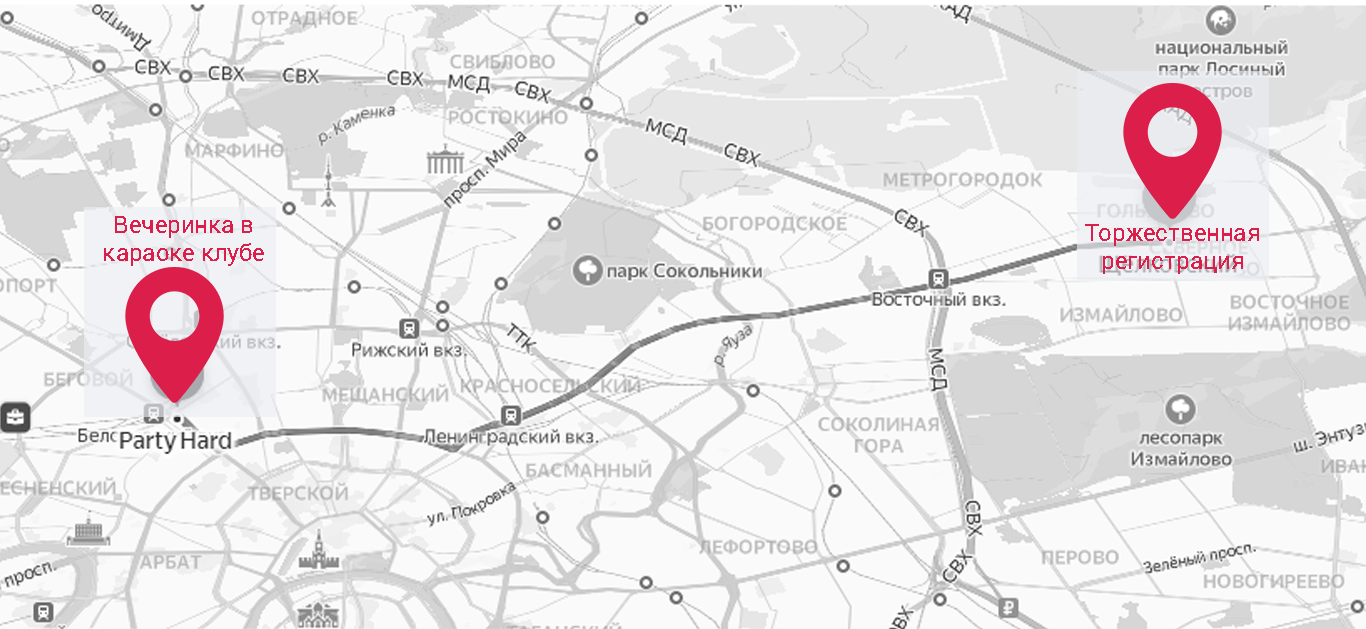 ОТРАДНОЕ
СВХ
СВХ
СВХ
СВХ
МСД
СВХ
СВИБЛОВО
РОСТОКИНО
р. Каменка
МАРФИНО
просп. Мира
МСД
СВХ
национальный
парк Лосиный
остров
МЕТРОГОРОДОК
БОГОРОДСКОЕ
СВХ
Вечеринка в
караоке клубе
Торжественная
регистрация
парк Сокольники
Восточный вкз.
ИЗМАЙЛОВО
ВОСТОЧНОЕ
ИЗМАЙЛОВО
ТТК
р. Яуза
Рижский вкз.
МСД
БЕГОВОЙ
МЕЩАНСКИЙ
КРАСНОСЕЛЬСКИЙ
Party Hard
Ленинградский вкз.
СОКОЛИНАЯ
ГОРА
лесопарк
Измайлово
БАСМАННЫЙ
ТВЕРСКОЙ
ул. Покровка
СВХ
АРБАТ
ЛЕФОРТОВО
СВХ
ПЕРОВО
Зелёный просп.
НОВОГИРЕЕВО
просп.
СВХ